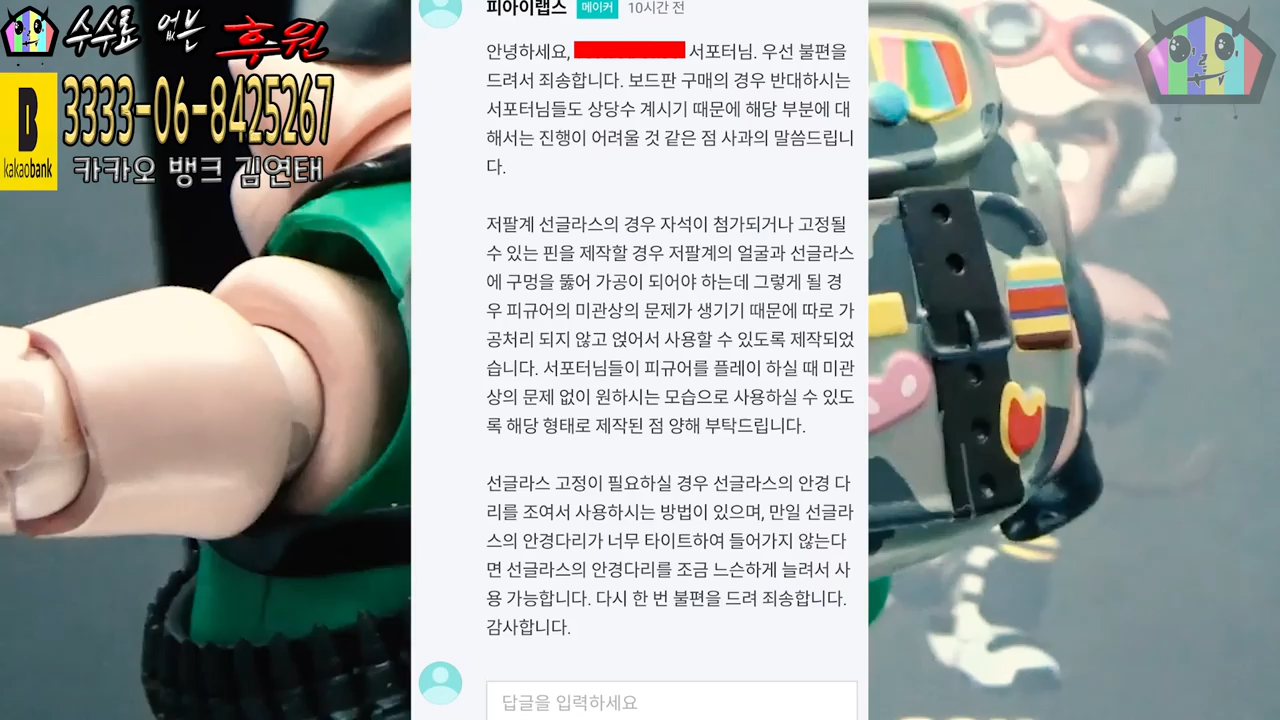 수수료 없는 후원
B
kakaobank
3333-06-8425267
카카오 뱅크 김연태
피아이랩스 메이커 10시간 전
안녕하세요, 서포터님. 우선 불편을
드려서 죄송합니다. 보드판 구매의 경우 반대하시는
서포터님들도 상당수 계시기 때문에 해당 부분에 대
해서는 진행이 어려울 것 같은 점 사과의 말씀드립니
다.
저팔계 선글라스의 경우 자석이 첨가되거나 고정될
수 있는 핀을 제작할 경우 저팔계의 얼굴과 선글라스
에 구멍을 뚫어 가공이 되어야 하는데 그렇게 될 경
우 피규어의 미관상의 문제가 생기기 때문에 따로 가
공처리 되지 않고 얹어서 사용할 수 있도록 제작되었
습니다. 서포터님들이 피규어를 플레이 하실 때 미관
상의 문제 없이 원하시는 모습으로 사용하실 수 있도
록 해당 형태로 제작된 점 양해 부탁드립니다.
선글라스 고정이 필요하실 경우 선글라스의 안경 다
리를 조여서 사용하시는 방법이 있으며, 만일 선글라
스의 안경다리가 너무 타이트하여 들어가지 않는다
면 선글라스의 안경다리를 조금 느슨하게 늘려서 사
용 가능합니다. 다시 한 번 불편을 드려 죄송합니다.
감사합니다.
답글을 입력하세요